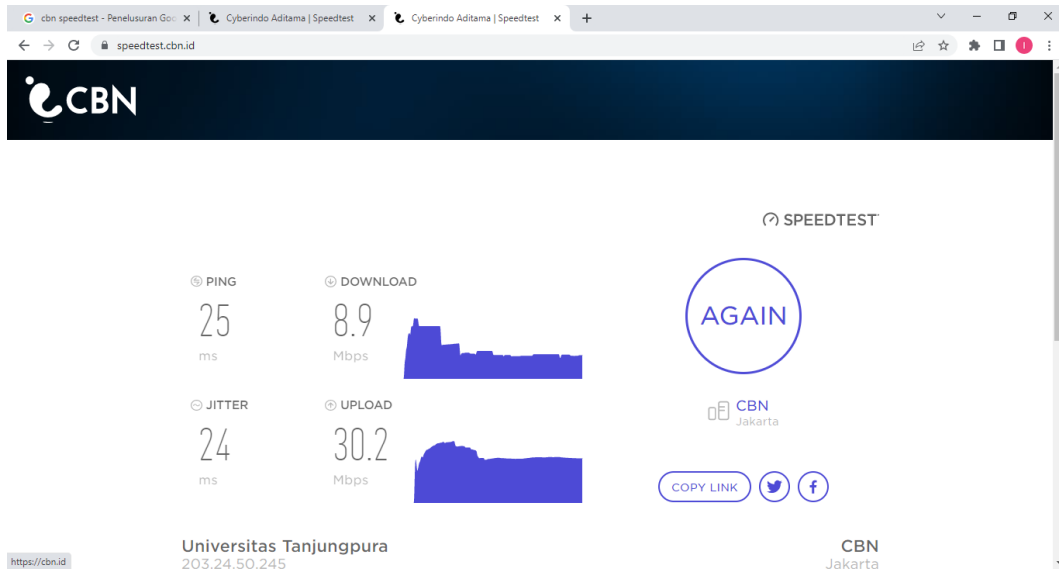 cbn speedtest - Penelusuran Goo
Cyberindo Aditama | Speedtest
Cyberindo Aditama | Speedtest
speedtest.cbn.id
I
CBN
SPEEDTEST
PING
25
ms
DOWNLOAD
8.9
Mbps
AGAIN
JITTER
24
ms
UPLOAD
30.2
Mbps
CBN
Jakarta
COPY LINK
Universitas Tanjungpura
203.24.50.245
CBN
Jakarta
https://cbn.id